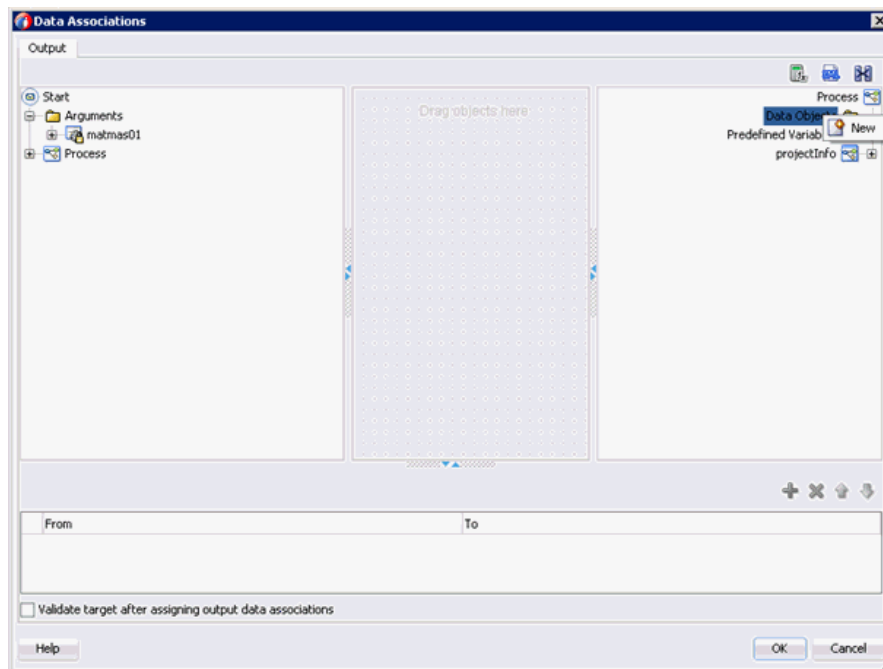 Data Associations
Output
Start
Arguments
matmas01
Process
Drag objects here
Process
Data Objec
New
Predefined Variab
projectInfo
From To
Validate target after assigning output data associations
Help OK Cancel